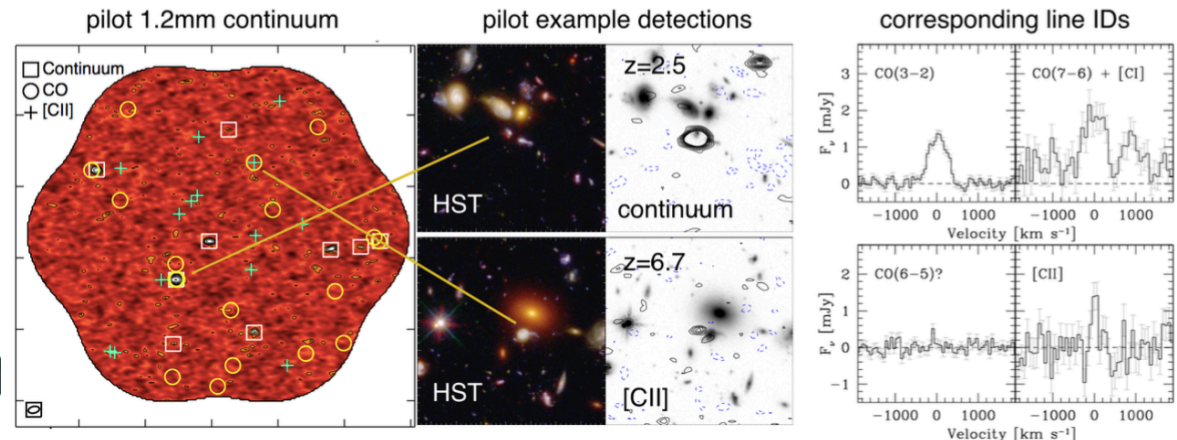 pilot 1.2mm continuum
pilot example detections
corresponding line IDs
Continuum
CO
[CII]
z=2.5
HST
continuum
z=6.7
HST
[CII]
CO(3−2)
CO(7−6) + [CI]
3
2
1
0
Fν [mJy]
−1000 0 1000
−1000 0 1000
Velocity [km s⁻¹]
CO(6−5)?
[CII]
2
1
0
−1
Fν [mJy]
−1000 0 1000
−1000 0 1000
Velocity [km s⁻¹]